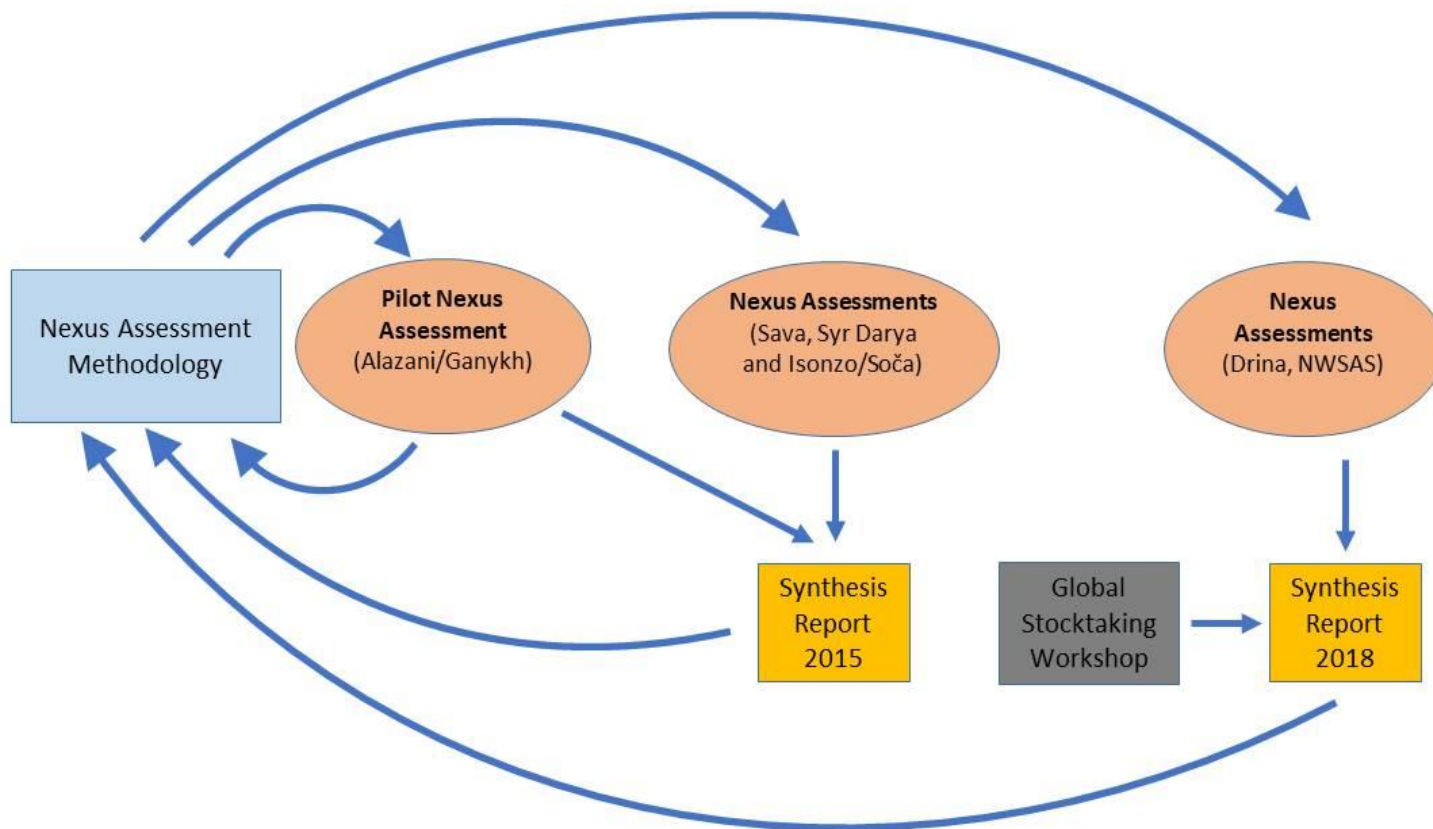 Nexus Assessment
Methodology
Pilot Nexus
Assessment
(Alazani/Ganykh)
Nexus Assessments
(Sava, Syr Darya
and Isonzo/Soča)
Nexus
Assessments
(Drina, NWSAS)
Synthesis
Report
2015
Global
Stocktaking
Workshop
Synthesis
Report
2018